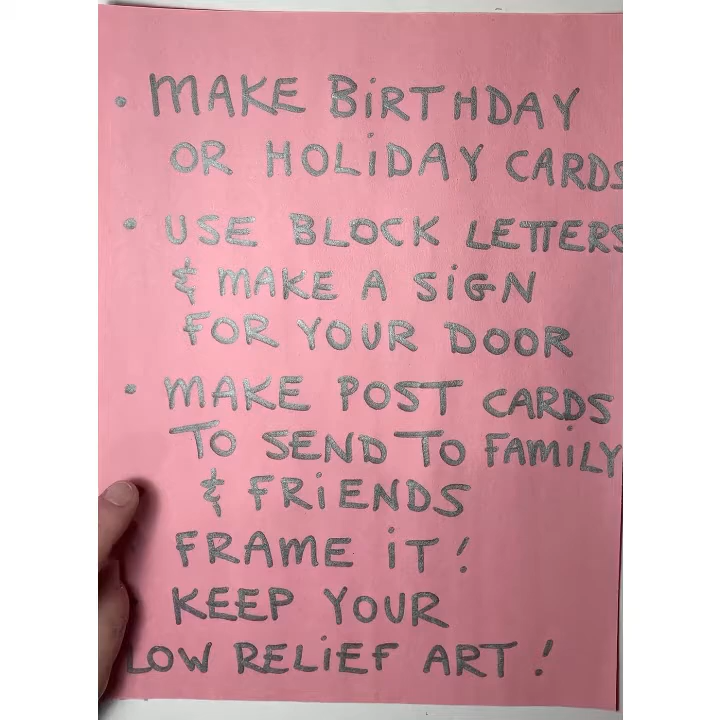 • MAKE BiRTHDAY
OR HOLiDAY CARDS
• USE BLOCK LETTERS
& MAKE A SiGN
FOR YOUR DOOR
• MAKE POST CARDS
TO SEND TO FAMiLY
& FRiENDS
FRAME iT!
KEEP YOUR
LOW RELiEF ART!